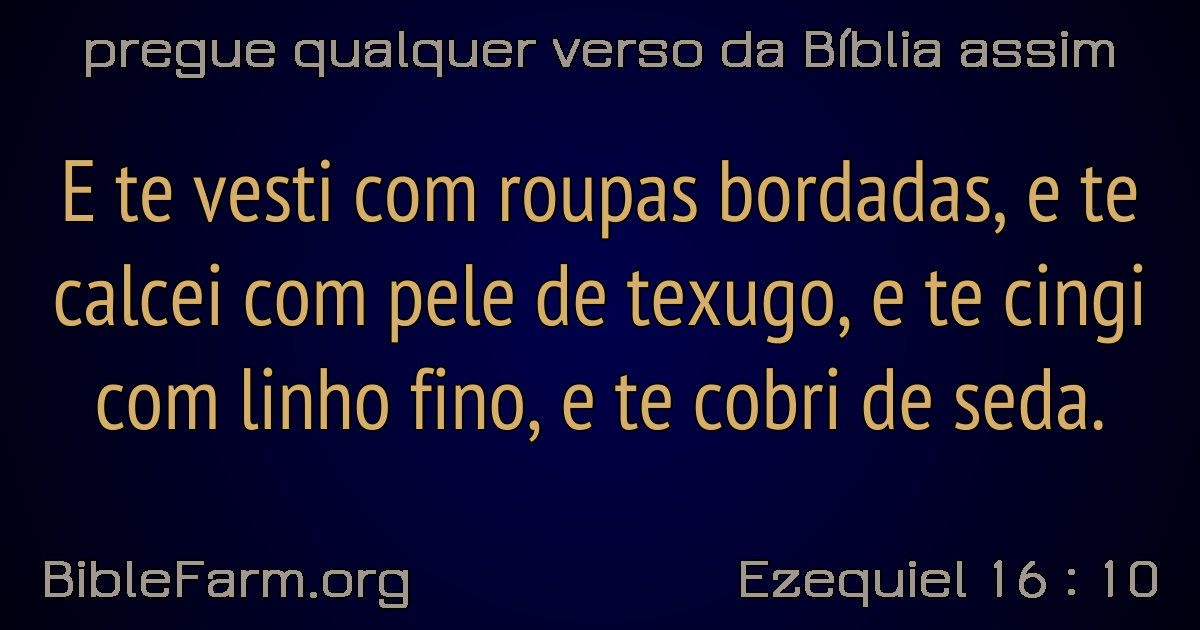 pregue qualquer verso da Bíblia assim
E te vesti com roupas bordadas, e te
calcei com pele de texugo, e te cingi
com linho fino, e te cobri de seda.
BibleFarm.org
Ezequiel 16 : 10